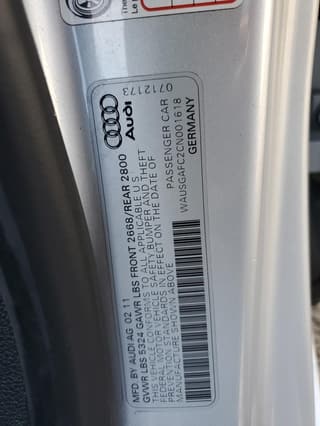 The
Le
MFD. BY AUDI AG 02 11
GVWR LBS 5324 GAWR LBS FRONT 2668/REAR 2800
THIS VEHICLE CONFORMS TO ALL APPLICABLE U S
FEDERAL MOTOR VEHICLE SAFETY BUMPER AND THEFT
PREVENTION STANDARDS IN EFFECT ON THE DATE OF
MANUFACTURE SHOWN ABOVE
PASSENGER CAR
WAUSGAFC2CN001618
GERMANY
Audi
0712173